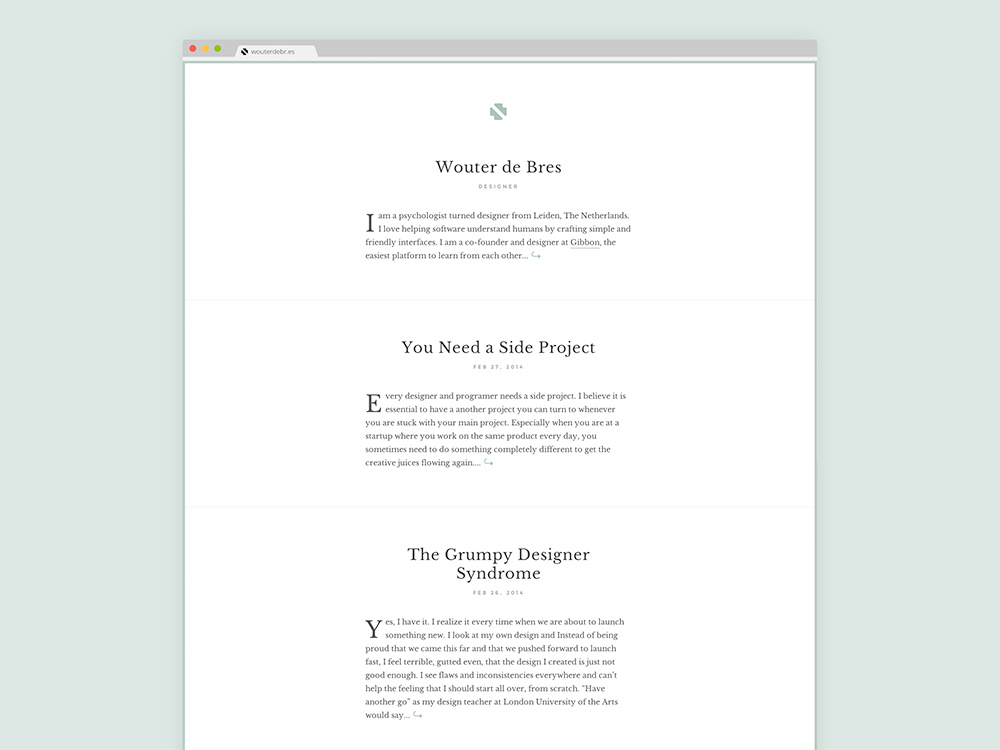 wouterdebr.es
Wouter de Bres
DESIGNER
I am a psychologist turned designer from Leiden, The Netherlands.
I love helping software understand humans by crafting simple and
friendly interfaces. I am a co-founder and designer at Gibbon, the
easiest platform to learn from each other...
You Need a Side Project
FEB 27, 2014
Every designer and programer needs a side project. I believe it is
essential to have a another project you can turn to whenever
you are stuck with your main project. Especially when you are at a
startup where you work on the same product every day, you
sometimes need to do something completely different to get the
creative juices flowing again....
The Grumpy Designer
Syndrome
FEB 26, 2014
Yes, I have it. I realize it every time when we are about to launch
something new. I look at my own design and Instead of being
proud that we came this far and that we pushed forward to launch
fast, I feel terrible, gutted even, that the design I created is just not
good enough. I see flaws and inconsistencies everywhere and can't
help the feeling that I should start all over, from scratch. “Have
another go” as my design teacher at London University of the Arts
would say...